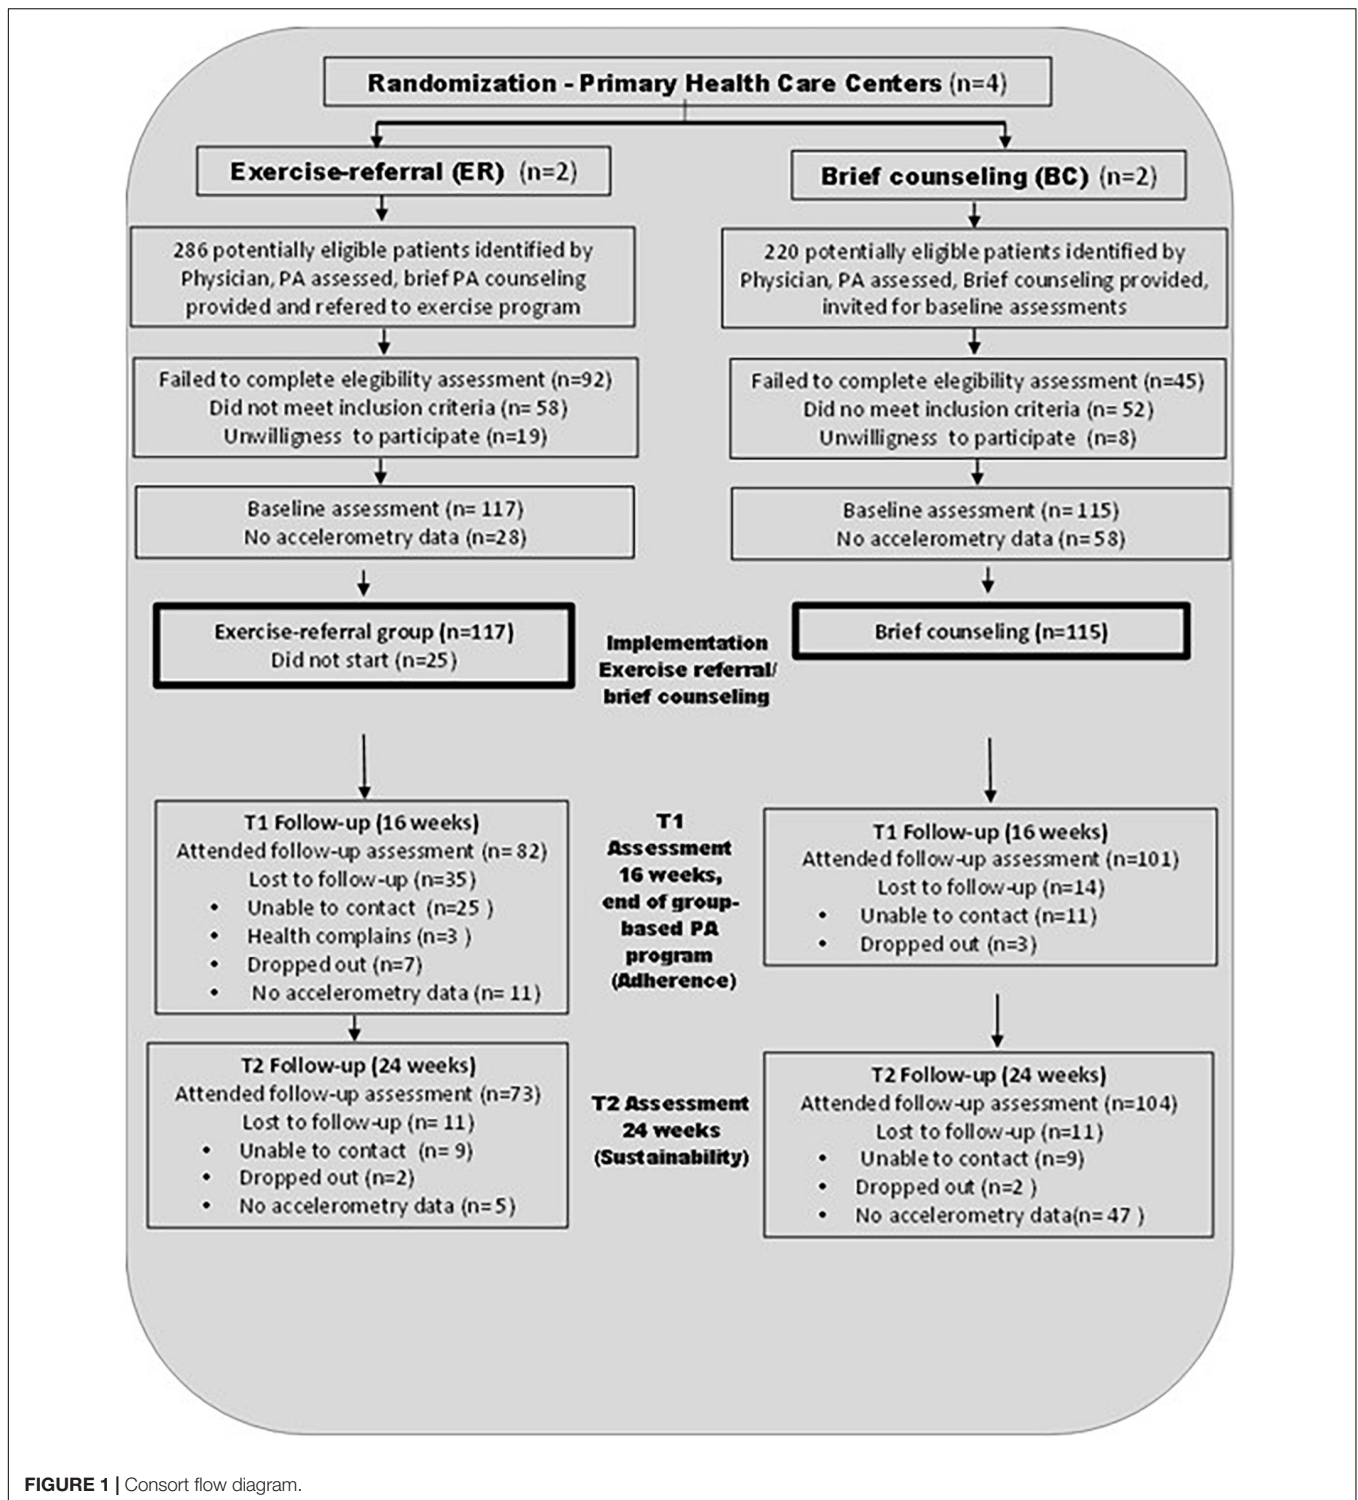 Randomization - Primary Health Care Centers (n=4)
Exercise-referral (ER) (n=2)
286 potentially eligible patients identified by
Physician, PA assessed, brief PA counseling
provided and refered to exercise program
Failed to complete elegibility assessment (n=92)
Did not meet inclusion criteria (n= 58)
Unwilligness to participate (n=19)
Baseline assessment (n= 117)
No accelerometry data (n=28)
Exercise-referral group (n=117)
Did not start (n=25)
T1 Follow-up (16 weeks)
Attended follow-up assessment (n= 82)
Lost to follow-up (n=35)
• Unable to contact (n=25 )
• Health complains (n=3 )
• Dropped out (n=7)
• No accelerometry data (n= 11)
T2 Follow-up (24 weeks)
Attended follow-up assessment (n=73)
Lost to follow-up (n= 11)
• Unable to contact (n= 9)
• Dropped out (n=2)
• No accelerometry data (n= 5)
Implementation
Exercise referral/
brief counseling
T1
Assessment
16 weeks,
end of group-
based PA
program
(Adherence)
T2 Assessment
24 weeks
(Sustainability)
Brief counseling (BC) (n=2)
220 potentially eligible patients identified by
Physician, PA assessed, Brief counseling provided,
invited for baseline assessments
Failed to complete elegibility assessment (n=45)
Did no meet inclusion criteria (n= 52)
Unwilligness to participate (n=8)
Baseline assessment (n= 115)
No accelerometry data (n= 58)
Brief counseling (n=115)
T1 Follow-up (16 weeks)
Attended follow-up assessment (n=101)
Lost to follow-up (n=14)
• Unable to contact (n=11)
• Dropped out (n=3)
T2 Follow-up (24 weeks)
Attended follow-up assessment (n=104)
Lost to follow-up (n=11)
• Unable to contact (n=9)
• Dropped out (n=2 )
• No accelerometry data(n= 47 )
FIGURE 1 | Consort flow diagram.